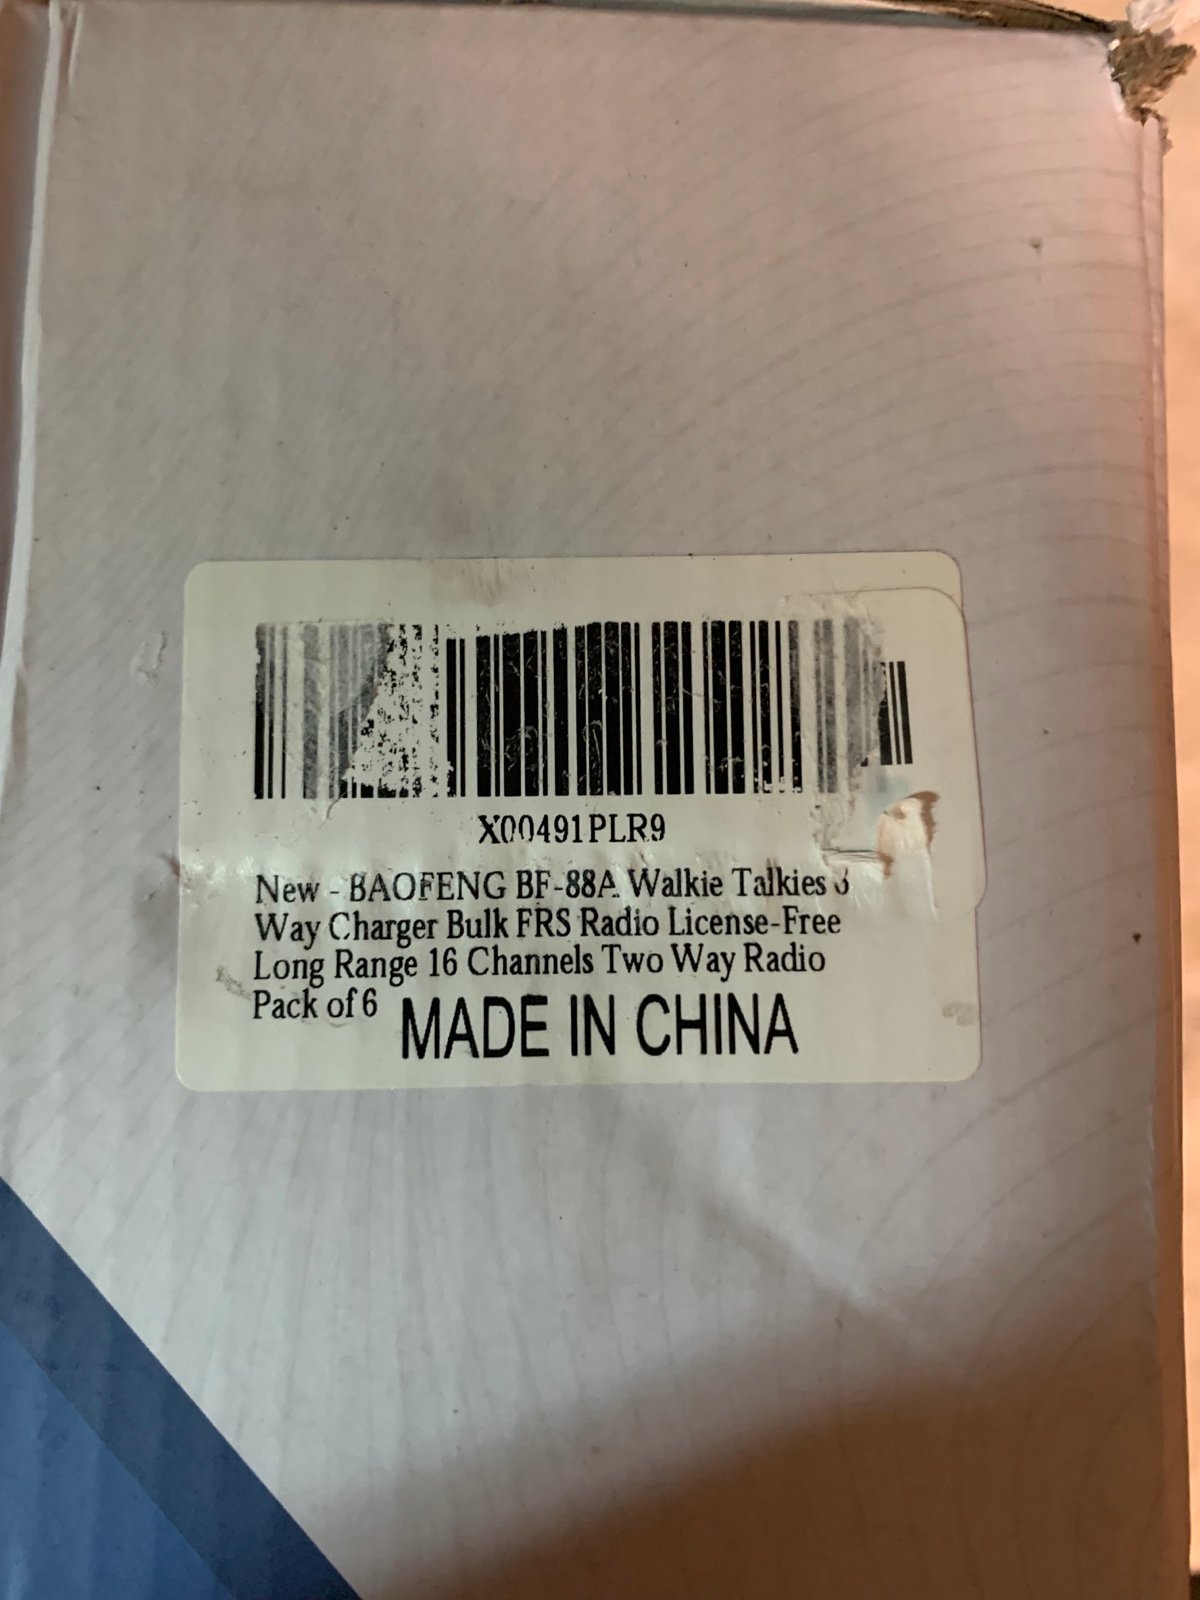 X00491PLR9
New - BAOFENG BF-88A Walkie Talkies
Way Charger Bulk FRS Radio License-Free
Long Range 16 Channels Two Way Radio
Pack of 6
MADE IN CHINA